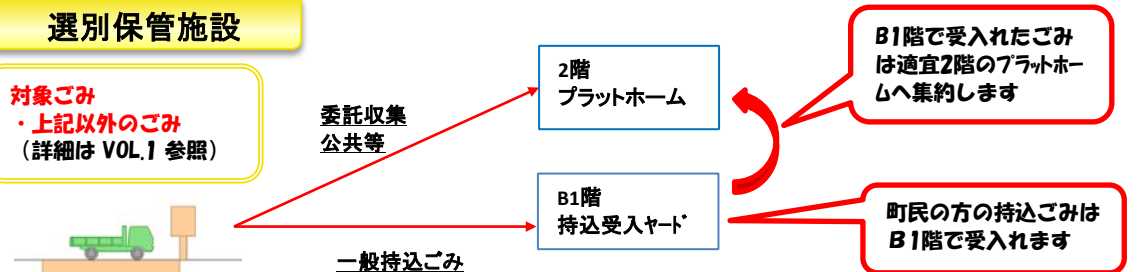 選別保管施設
対象ごみ
・上記以外のごみ
（詳細は VOL.1 参照）
委託収集
公共等
一般持込ごみ
2階
プラットホーム
B1階
持込受入ヤード
B1階で受入れたごみ
は適宜2階のプラットホー
ムへ集約します
町民の方の持込ごみは
B1階で受入れます